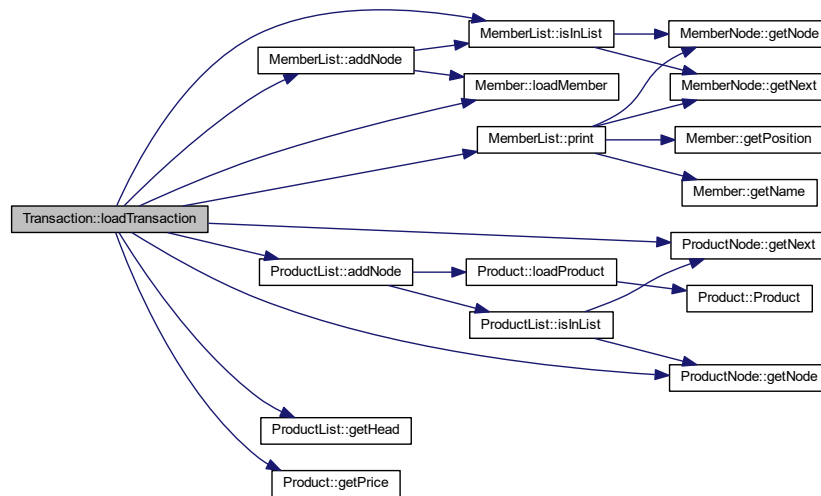 MemberList::isInList
MemberNode::getNode
MemberList::addNode
Member::loadMember
MemberNode::getNext
MemberList::print
Member::getPosition
Member::getName
Transaction::loadTransaction
ProductNode::getNext
ProductList::addNode
Product::loadProduct
Product::Product
ProductList::isInList
ProductNode::getNode
ProductList::getHead
Product::getPrice